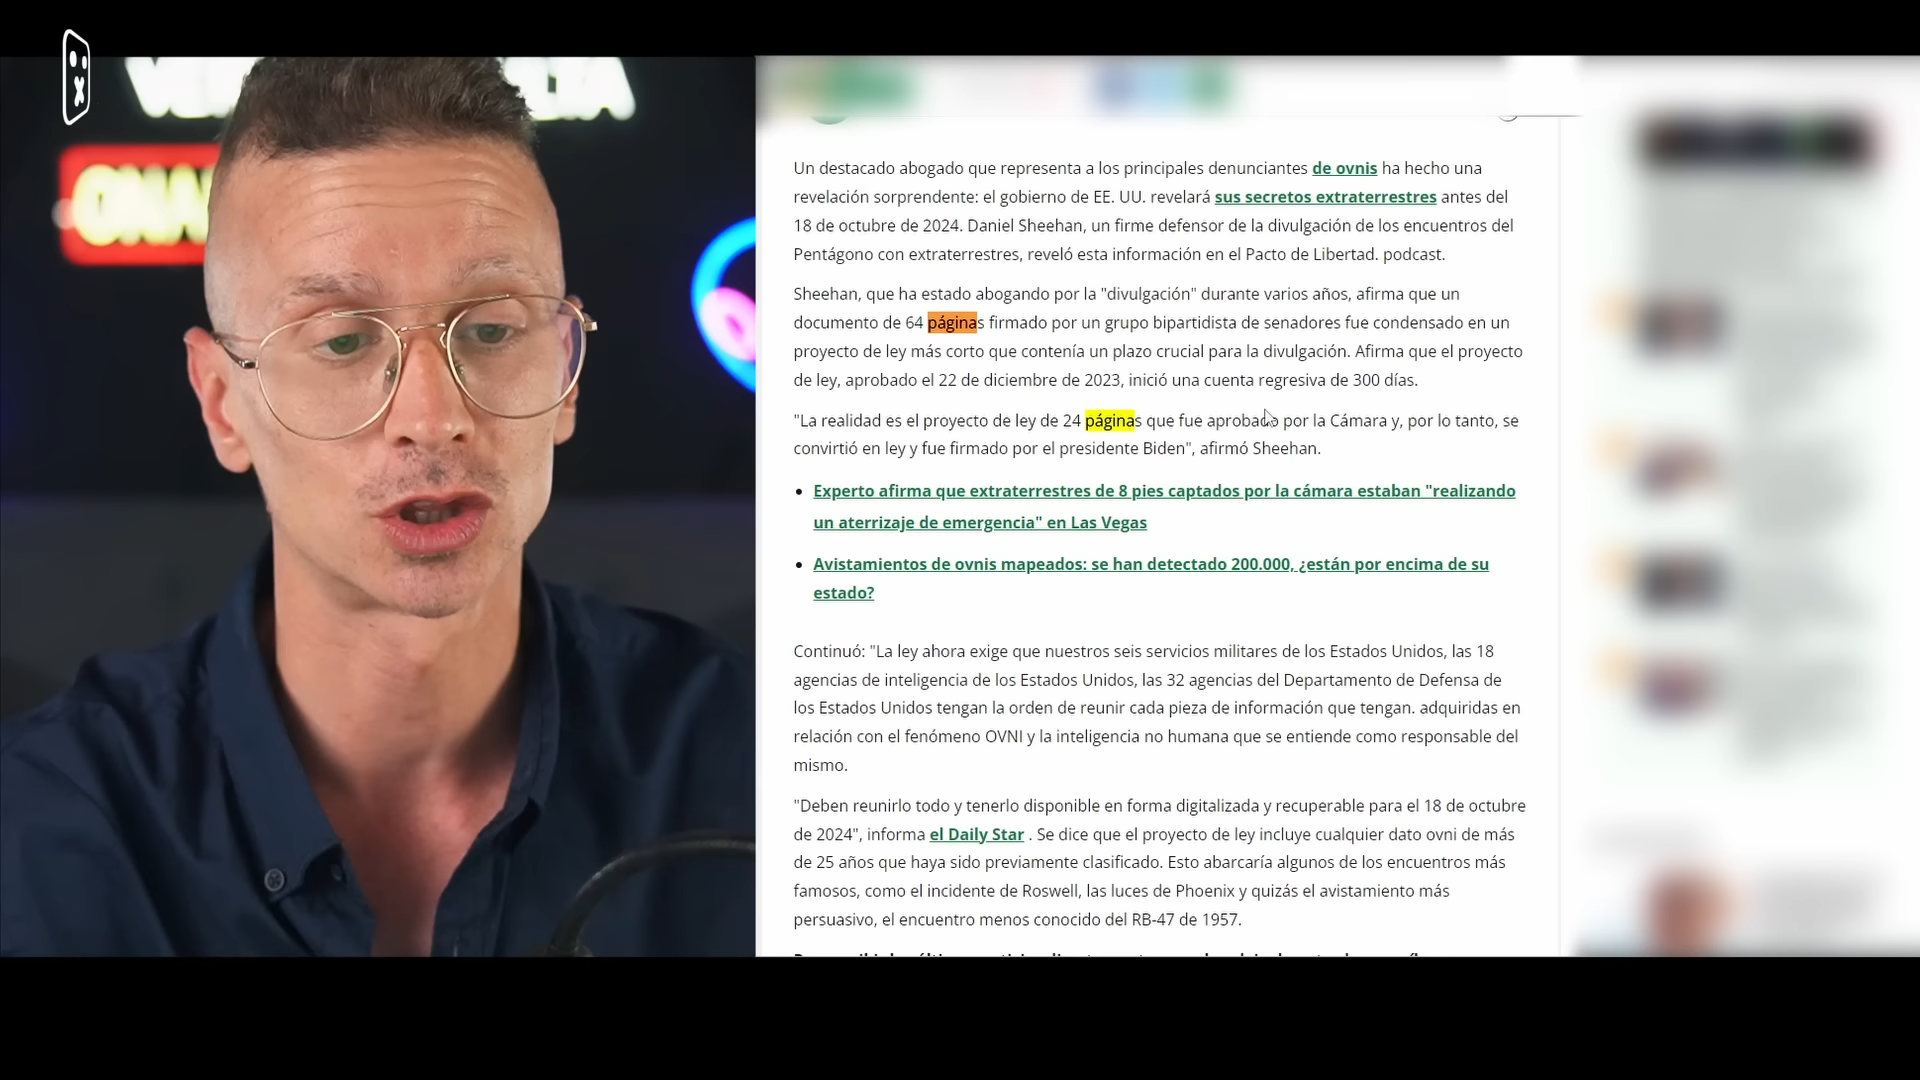 Un destacado abogado que representa a los principales denunciantes de ovnis ha hecho una
revelación sorprendente: el gobierno de EE. UU. revelará sus secretos extraterrestres antes del
18 de octubre de 2024. Daniel Sheehan, un firme defensor de la divulgación de los encuentros del
Pentágono con extraterrestres, reveló esta información en el Pacto de Libertad. podcast.
Sheehan, que ha estado abogando por la "divulgación" durante varios años, afirma que un
documento de 64 páginas firmado por un grupo bipartidista de senadores fue condensado en un
proyecto de ley más corto que contenía un plazo crucial para la divulgación. Afirma que el proyecto
de ley, aprobado el 22 de diciembre de 2023, inició una cuenta regresiva de 300 días.
"La realidad es el proyecto de ley de 24 páginas que fue aprobado por la Cámara y, por lo tanto, se
convirtió en ley y fue firmado por el presidente Biden", afirmó Sheehan.
• Experto afirma que extraterrestres de 8 pies captados por la cámara estaban "realizando
un aterrizaje de emergencia" en Las Vegas
• Avistamientos de ovnis mapeados: se han detectado 200.000, ¿están por encima de su
estado?
Continuó: "La ley ahora exige que nuestros seis servicios militares de los Estados Unidos, las 18
agencias de inteligencia de los Estados Unidos, las 32 agencias del Departamento de Defensa de
los Estados Unidos tengan la orden de reunir cada pieza de información que tengan. adquiridas en
relación con el fenómeno OVNI y la inteligencia no humana que se entiende como responsable del
mismo.
"Deben reunirlo todo y tenerlo disponible en forma digitalizada y recuperable para el 18 de octubre
de 2024", informa el Daily Star . Se dice que el proyecto de ley incluye cualquier dato ovni de más
de 25 años que haya sido previamente clasificado. Esto abarcaría algunos de los encuentros más
famosos, como el incidente de Roswell, las luces de Phoenix y quizás el avistamiento más
persuasivo, el encuentro menos conocido del RB-47 de 1957.